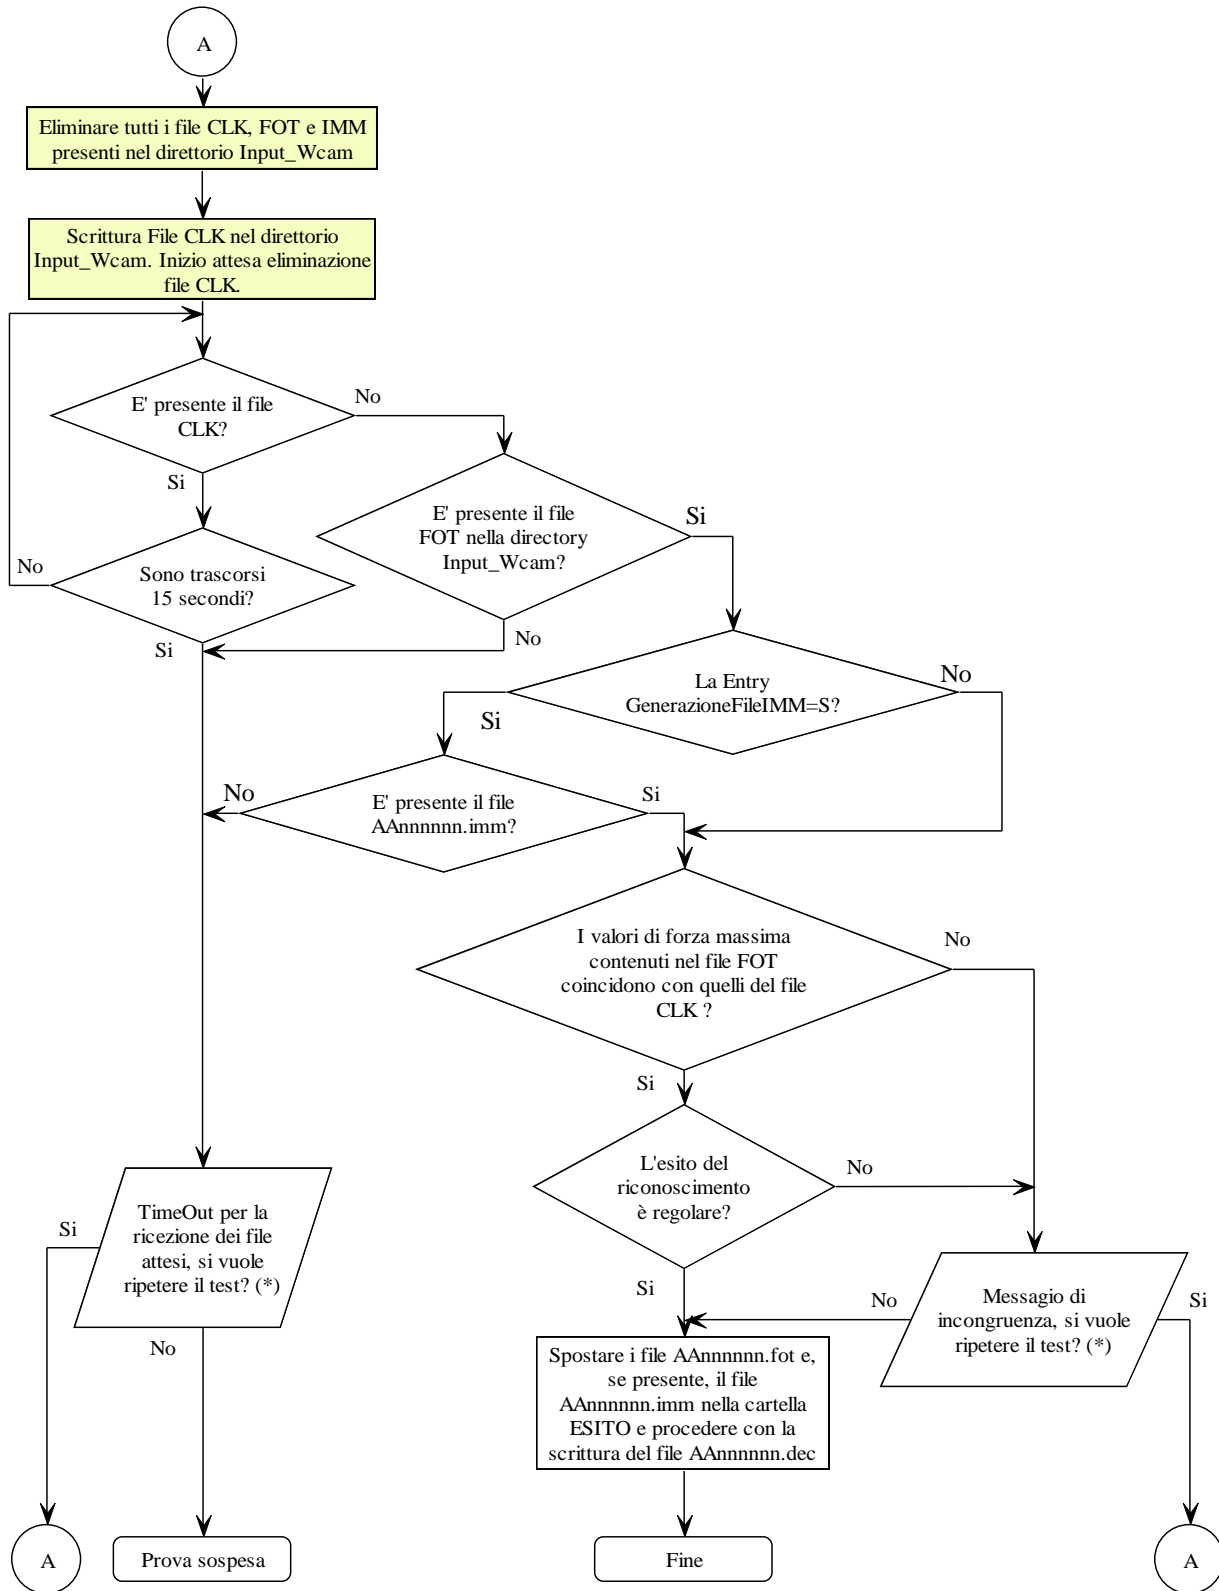 A
Eliminare tutti i file CLK, FOT e IMM
presenti nel direttorio Input_Wcam
Scrittura File CLK nel direttorio
Input_Wcam. Inizio attesa eliminazione
file CLK.
E' presente il file
CLK?
No
Si
E' presente il file
FOT nella directory
Input_Wcam?
Si
No
Sono trascorsi
15 secondi?
No
Si
La Entry
GenerazioneFileIMM=S?
No
Si
E' presente il file
AAnnnnnn.imm?
No
Si
I valori di forza massima
contenuti nel file FOT
coincidono con quelli del file
CLK ?
No
Si
L'esito del
riconoscimento
è regolare?
No
Si
TimeOut per la
ricezione dei file
attesi, si vuole
ripetere il test? (*)
Si
No
Messagio di
incongruenza, si vuole
ripetere il test? (*)
No
Si
Spostare i file AAnnnnnn.fot e,
se presente, il file
AAnnnnnn.imm nella cartella
ESITO e procedere con la
scrittura del file AAnnnnnn.dec
A
Prova sospesa
Fine
A